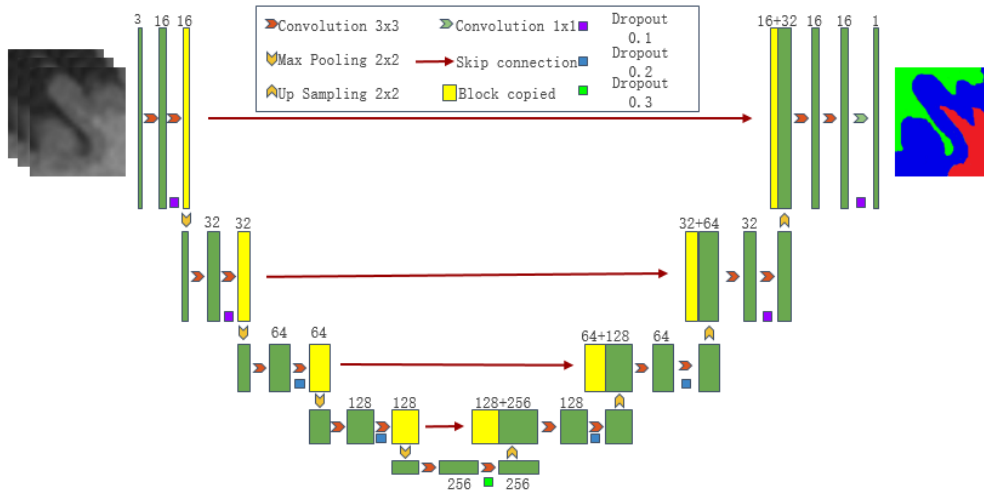 3 16 16
Convolution 3x3
Convolution 1x1
Dropout
0.1
Max Pooling 2x2
Skip connection
Dropout
0.2
Up Sampling 2x2
Block copied
Dropout
0.3
16+32 16 16 1
32 32
32+64 32
64 64
64+128 64
128 128
128+256 128
256 256